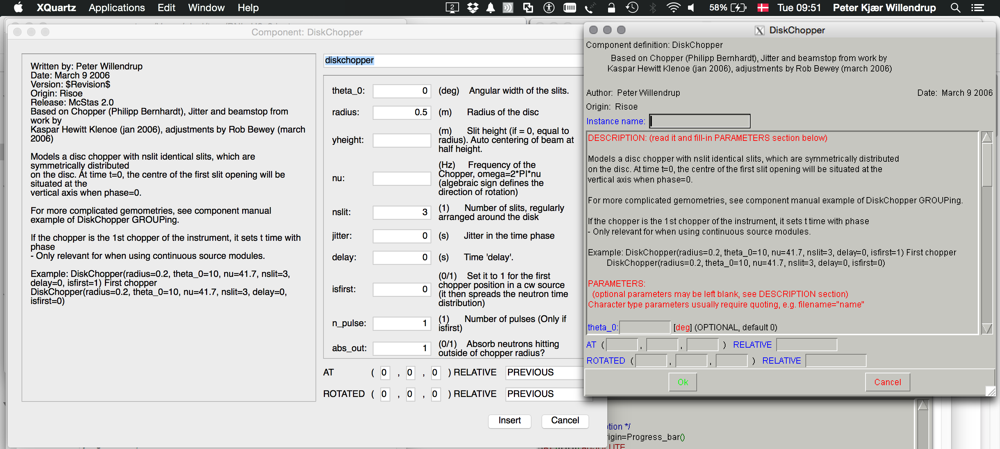 XQuartz Applications Edit Window Help
2 58% Tue 09:51 Peter Kjær Willendrup
Component: DiskChopper
Written by: Peter Willendrup
Date: March 9 2006
Version: $Revision$
Origin: Risoe
Release: McStas 2.0
Based on Chopper (Philipp Bernhardt), Jitter and beamstop from
work by
Kaspar Hewitt Klenoe (jan 2006), adjustments by Rob Bewey (march
2006)
Models a disc chopper with nslit identical slits, which are
symmetrically distributed
on the disc. At time t=0, the centre of the first slit opening will be
situated at the
vertical axis when phase=0.
For more complicated gemometries, see component manual
example of DiskChopper GROUPing.
If the chopper is the 1st chopper of the instrument, it sets t time with
phase
- Only relevant for when using continuous source modules.
Example: DiskChopper(radius=0.2, theta_0=10, nu=41.7, nslit=3,
delay=0, isfirst=1) First chopper
DiskChopper(radius=0.2, theta_0=10, nu=41.7, nslit=3, delay=0,
isfirst=0)
diskchopper
theta_0: 0 (deg) Angular width of the slits.
radius: 0.5 (m) Radius of the disc
yheight: (m) Slit height (if = 0, equal to
radius). Auto centering of beam at
half height.
nu: (Hz) Frequency of the
Chopper, omega=2*PI*nu
(algebraic sign defines the
direction of rotation)
nslit: 3 (1) Number of slits, regularly
arranged around the disk
jitter: 0 (s) Jitter in the time phase
delay: 0 (s) Time 'delay'.
isfirst: 0 (0/1) Set it to 1 for the first
chopper position in a cw source
(it then spreads the neutron time
distribution)
n_pulse: 1 (1) Number of pulses (Only if
isfirst)
abs_out: 1 (0/1) Absorb neutrons hitting
outside of chopper radius?
AT ( 0 , 0 , 0 ) RELATIVE PREVIOUS
ROTATED ( 0 , 0 , 0 ) RELATIVE PREVIOUS
Insert Cancel
DiskChopper
Component definition: DiskChopper
Based on Chopper (Philipp Bernhardt), Jitter and beamstop from work by
Kaspar Hewitt Klenoe (jan 2006), adjustments by Rob Bewey (march 2006)
Author: Peter Willendrup Date: March 9 2006
Origin: Risoe
Instance name:
DESCRIPTION: (read it and fill-in PARAMETERS section below)
Models a disc chopper with nslit identical slits, which are symmetrically distributed
on the disc. At time t=0, the centre of the first slit opening will be situated at the
vertical axis when phase=0.
For more complicated gemometries, see component manual example of DiskChopper GROUPing.
If the chopper is the 1st chopper of the instrument, it sets t time with phase
- Only relevant for when using continuous source modules.
Example: DiskChopper(radius=0.2, theta_0=10, nu=41.7, nslit=3, delay=0, isfirst=1) First chopper
DiskChopper(radius=0.2, theta_0=10, nu=41.7, nslit=3, delay=0, isfirst=0)
PARAMETERS:
(optional parameters may be left blank, see DESCRIPTION section)
Character type parameters usually require quoting, e.g. filename="name"
theta_0: [deg] (OPTIONAL, default 0)
AT ( , , ) RELATIVE
ROTATED ( , , ) RELATIVE
Ok Cancel
tion */
igin=Progress_bar()